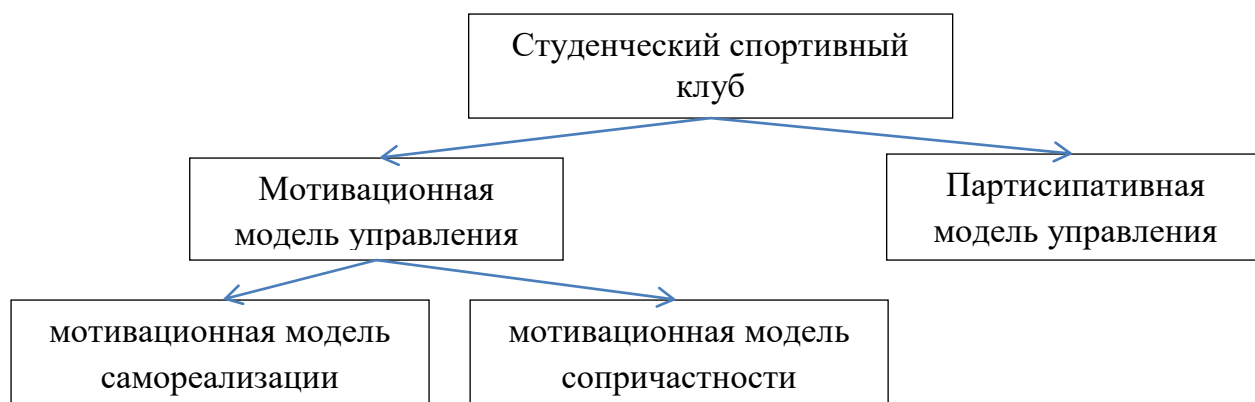 Студенческий спортивный
клуб
Мотивационная
модель управления
Партисипативная
модель управления
мотивационная модель
самореализации
мотивационная модель
сопричастности